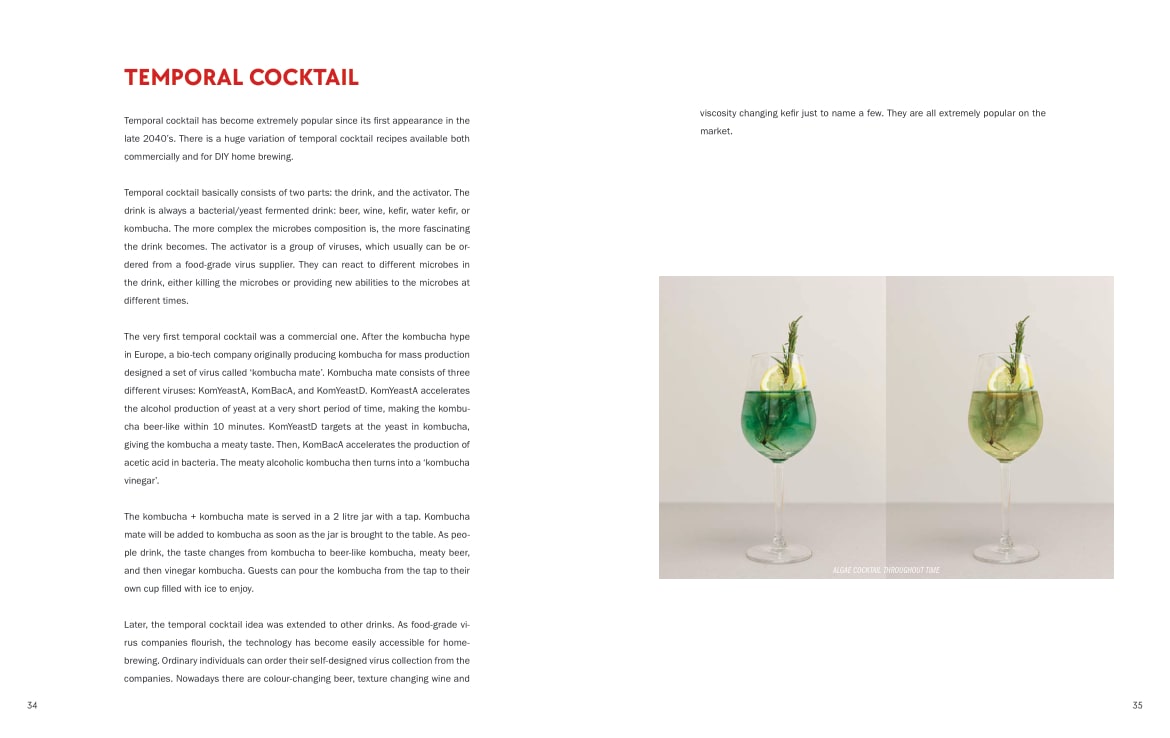 TEMPORAL COCKTAIL
Temporal cocktail has become extremely popular since its first appearance in the
late 2040's. There is a huge variation of temporal cocktail recipes available both
commercially and for DIY home brewing.
Temporal cocktail basically consists of two parts: the drink, and the activator. The
drink is always a bacterial/yeast fermented drink: beer, wine, kefir, water kefir, or
kombucha. The more complex the microbes composition is, the more fascinating
the drink becomes. The activator is a group of viruses, which usually can be or-
dered from a food-grade virus supplier. They can react to different microbes in
the drink, either killing the microbes or providing new abilities to the microbes at
different times.
The very first temporal cocktail was a commercial one. After the kombucha hype
in Europe, a bio-tech company originally producing kombucha for mass production
designed a set of virus called ‘kombucha mate’. Kombucha mate consists of three
different viruses: KomYeastA, KomBacA, and KomYeastD. KomYeastA accelerates
the alcohol production of yeast at a very short period of time, making the kombu-
cha beer-like within 10 minutes. KomYeastD targets at the yeast in kombucha,
giving the kombucha a meaty taste. Then, KomBacA accelerates the production of
acetic acid in bacteria. The meaty alcoholic kombucha then turns into a ‘kombucha
vinegar’.
The kombucha + kombucha mate is served in a 2 litre jar with a tap. Kombucha
mate will be added to kombucha as soon as the jar is brought to the table. As peo-
ple drink, the taste changes from kombucha to beer-like kombucha, meaty beer,
and then vinegar kombucha. Guests can pour the kombucha from the tap to their
own cup filled with ice to enjoy.
Later, the temporal cocktail idea was extended to other drinks. As food-grade vi-
rus companies flourish, the technology has become easily accessible for home-
brewing. Ordinary individuals can order their self-designed virus collection from the
companies. Nowadays there are colour-changing beer, texture changing wine and
34
viscosity changing kefir just to name a few. They are all extremely popular on the
market.
ALGAE COCKTAIL THROUGHOUT TIME
35